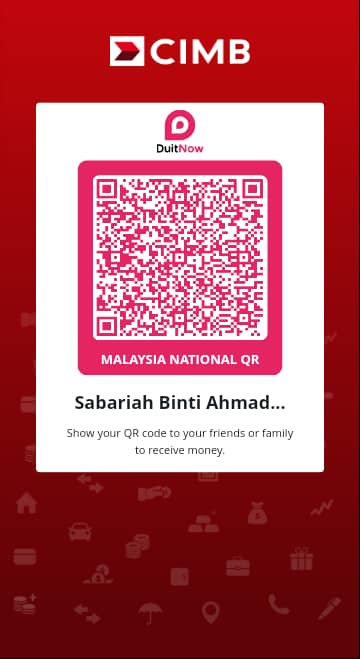 CIMB
DuitNow
MALAYSIA NATIONAL QR
Sabariah Binti Ahmad...
Show your QR code to your friends or family
to receive money.